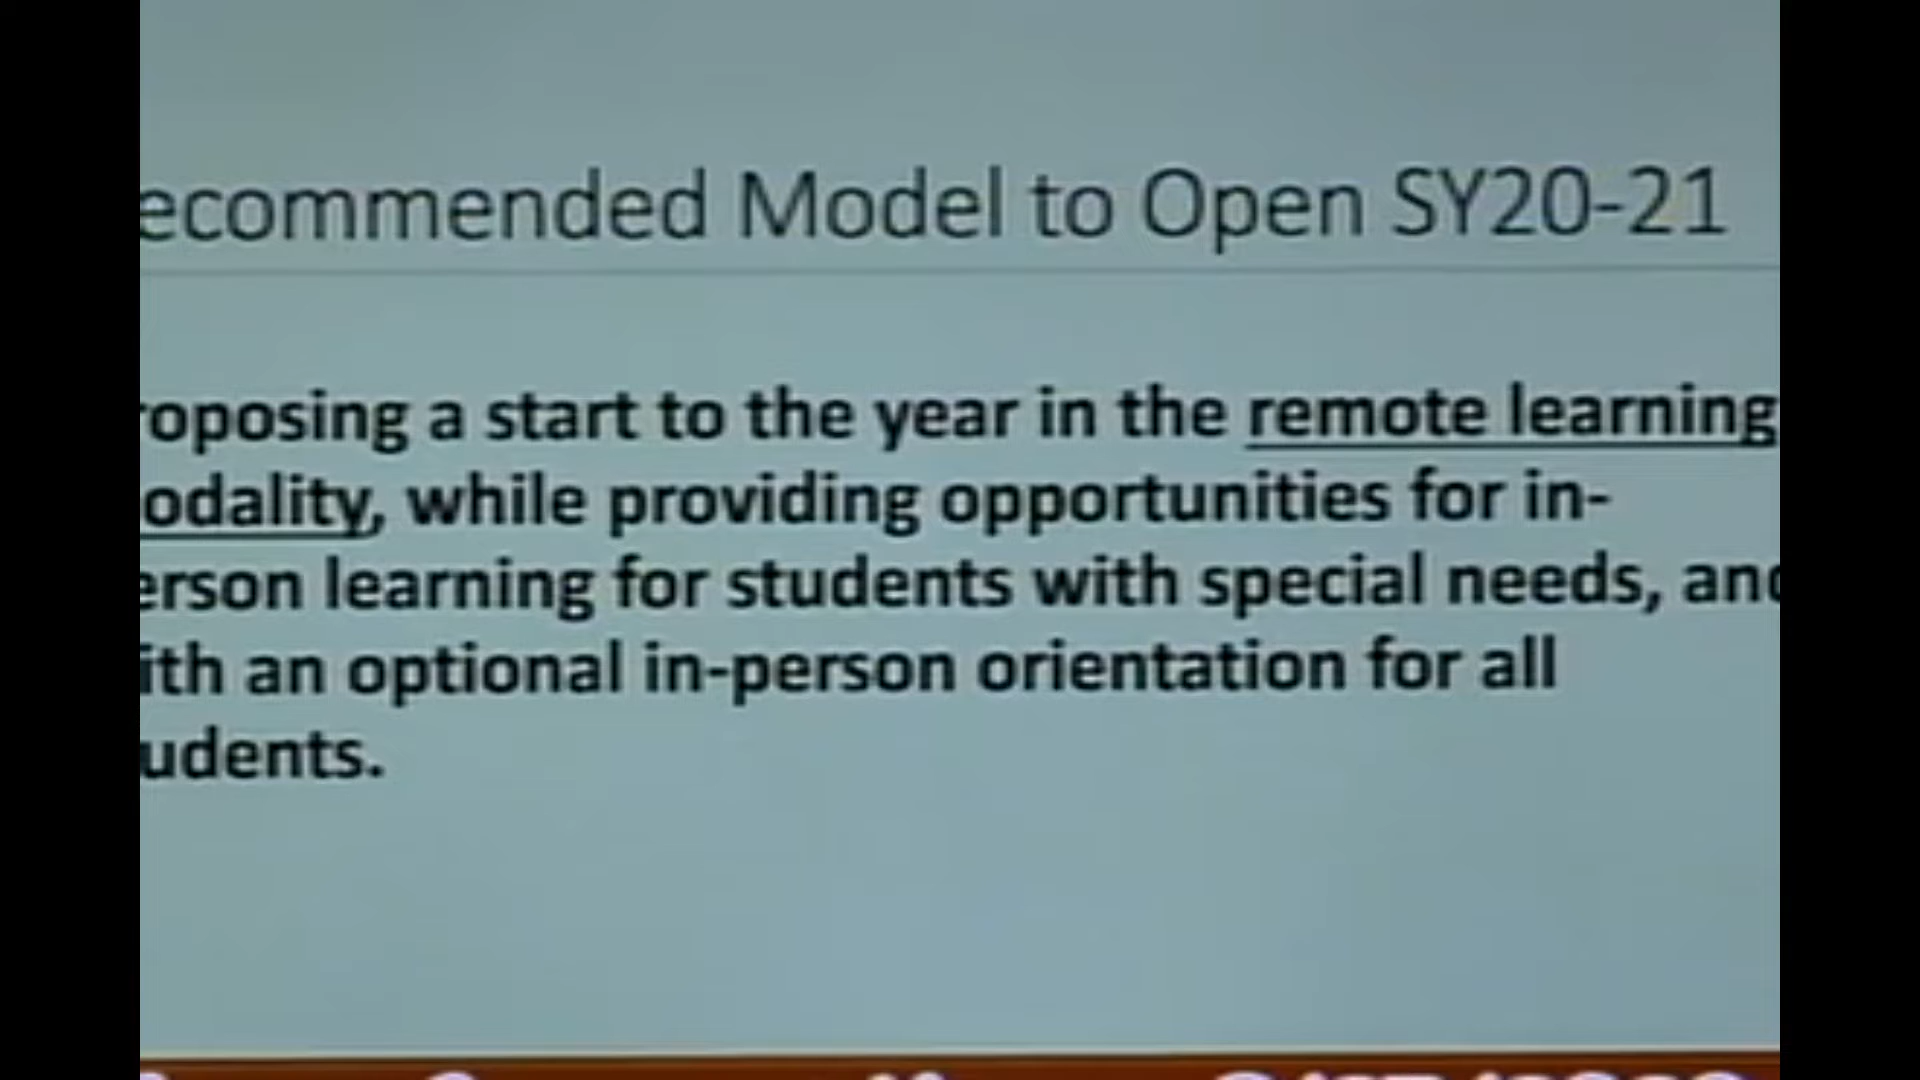 ecommended Model to Open SY20-21
roposing a start to the year in the remote learning
odality, while providing opportunities for in-
erson learning for students with special needs, and
ith an optional in-person orientation for all
udents.